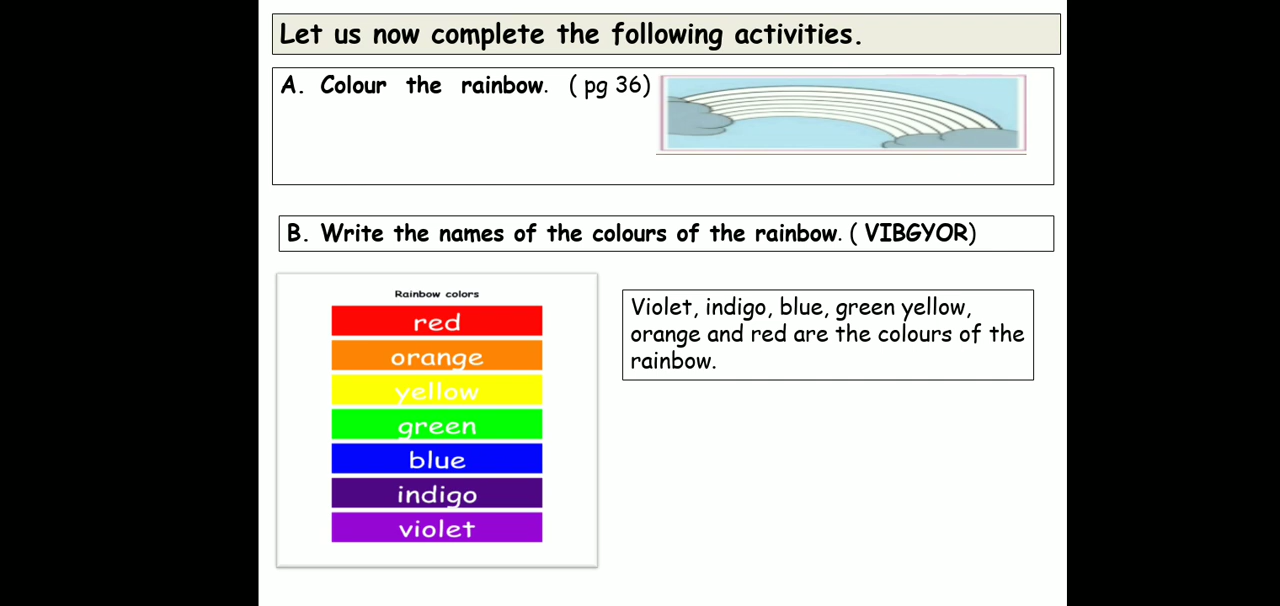 Let us now complete the following activities.
A. Colour the rainbow. ( pg 36)
B. Write the names of the colours of the rainbow. ( VIBGYOR)
Rainbow colors
red
orange
yellow
green
blue
indigo
violet
Violet, indigo, blue, green yellow,
orange and red are the colours of the
rainbow.